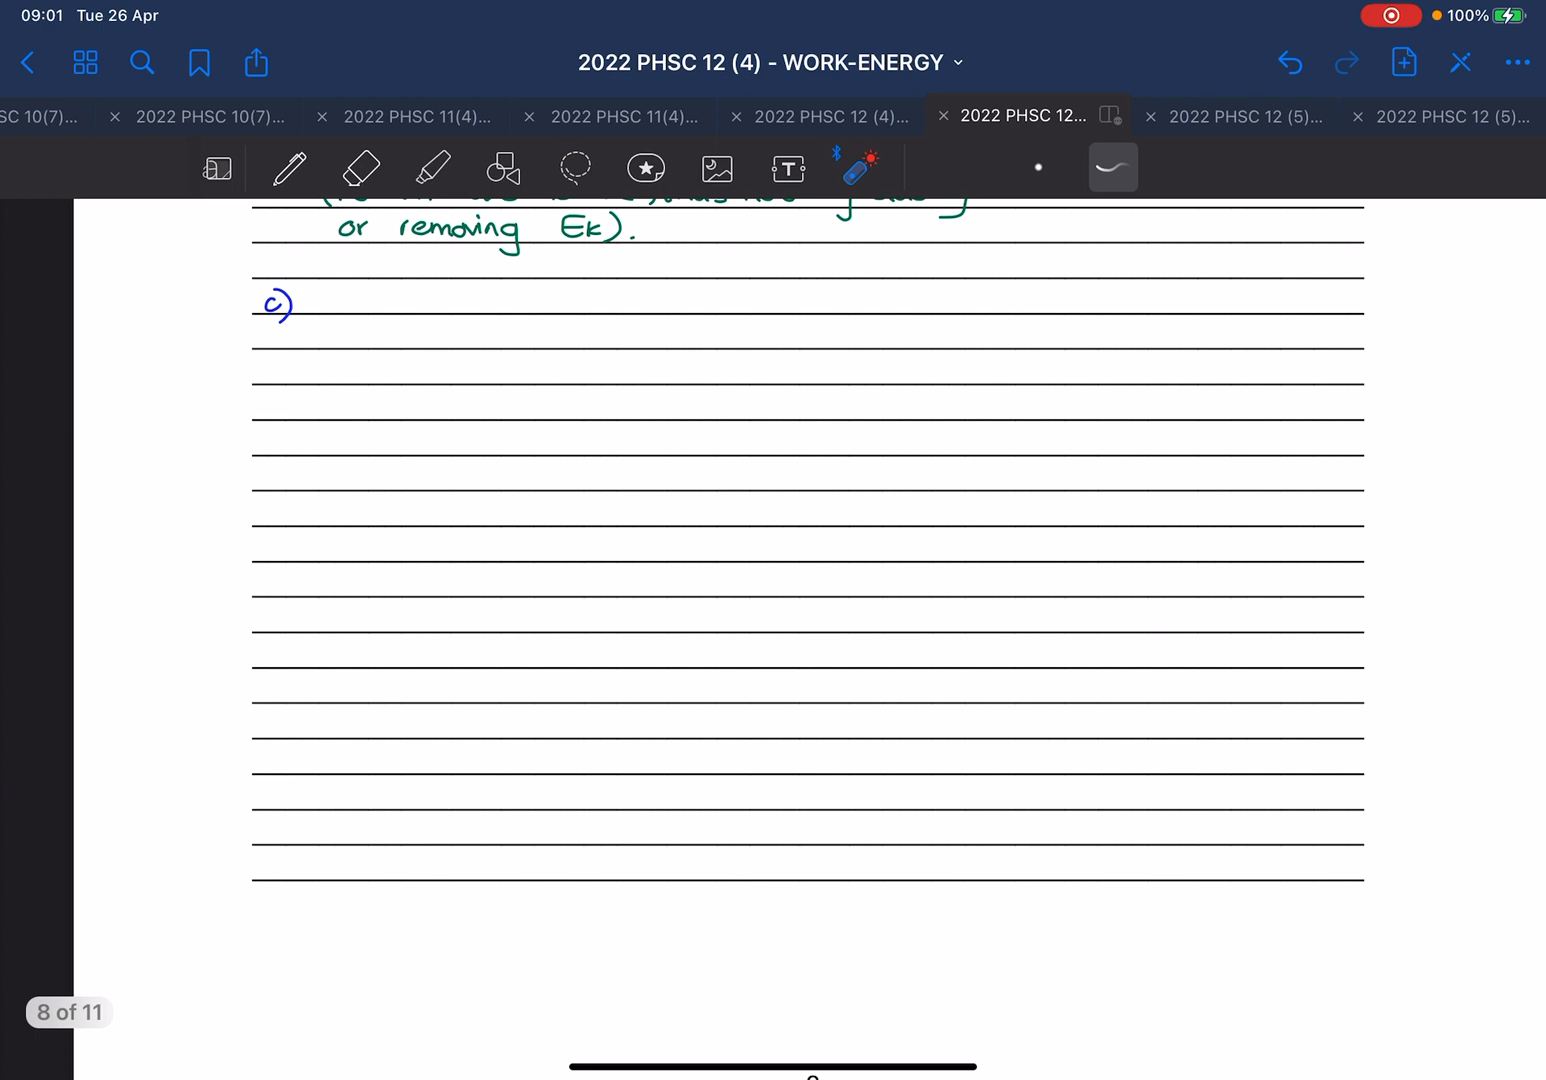 09:01 Tue 26 Apr
100%
2022 PHSC 12 (4) - WORK-ENERGY
SC 10(7)...
2022 PHSC 10(7)...
2022 PHSC 11(4)...
2022 PHSC 11(4)...
2022 PHSC 12 (4)...
2022 PHSC 12...
2022 PHSC 12 (5)...
2022 PHSC 12 (5)...
or removing Ek).
c)
8 of 11